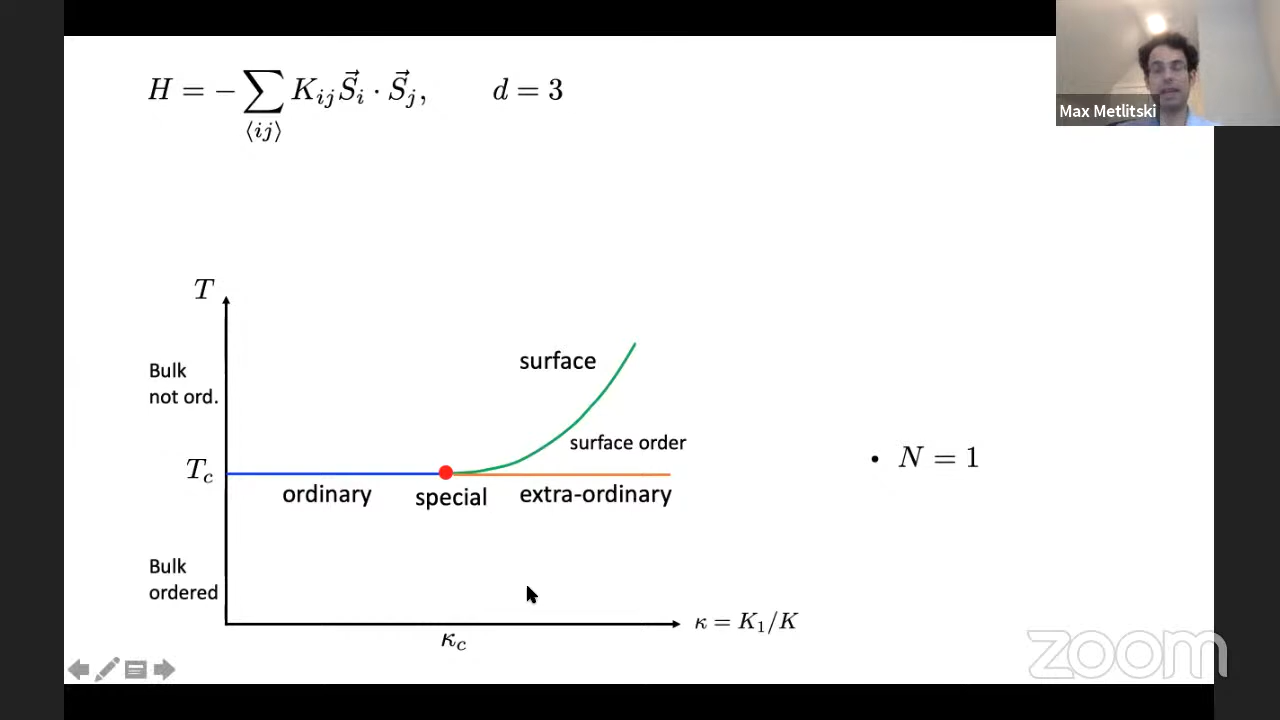 H = − ∑⟨ij⟩ K_{ij} S⃗_i · S⃗_j,   d = 3
Max Metlitski
T
Bulk
not ord.
surface
surface order
T_c
ordinary
special
extra-ordinary
• N = 1
Bulk
ordered
κ = K_1/K
κ_c
zoom